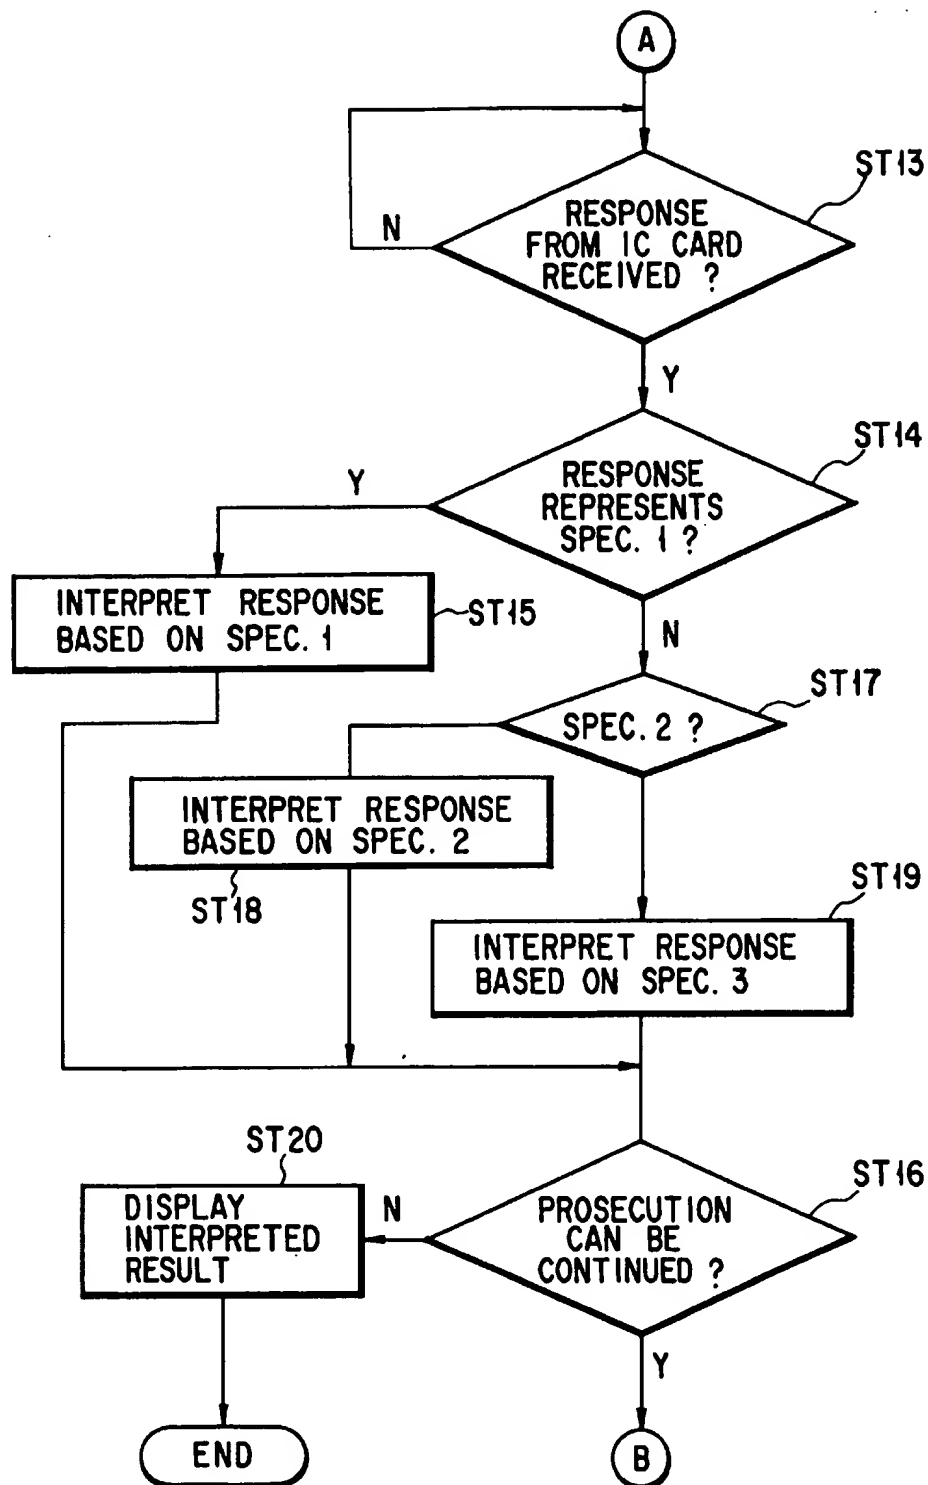 A
ST13
N
RESPONSE
FROM IC CARD
RECEIVED ?
Y
ST14
Y
RESPONSE
REPRESENTS
SPEC. 1 ?
INTERPRET RESPONSE
BASED ON SPEC. 1
ST15
N
ST17
SPEC. 2 ?
INTERPRET RESPONSE
BASED ON SPEC. 2
ST18
ST19
INTERPRET RESPONSE
BASED ON SPEC. 3
ST20
ST16
DISPLAY
INTERPRETED
RESULT
N
PROSECUTION
CAN BE
CONTINUED ?
Y
END
B